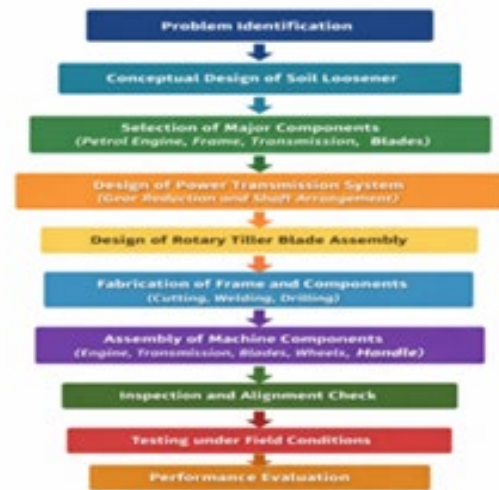 Problem Identification
Conceptual Design of Soil Loosener
Selection of Major Components
(Petrol Engine, Frame, Transmission, Blades)
Design of Power Transmission System
(Gear Reduction and Shaft Arrangement)
Design of Rotary Tiller Blade Assembly
Fabrication of Frame and Components
(Cutting, Welding, Drilling)
Assembly of Machine Components
(Engine, Transmission, Blades, Wheels, Handle)
Inspection and Alignment Check
Testing under Field Conditions
Performance Evaluation